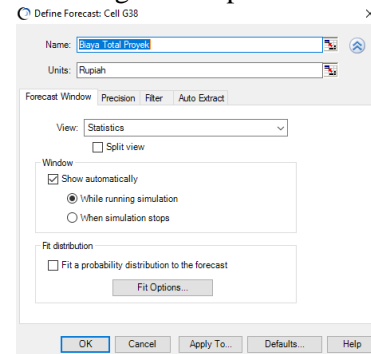 Define Forecast: Cell G38
Name: Biaya Total Proyek
Units: Rupiah
Forecast Window Precision Filter Auto Extract
View: Statistics
Split view
Window
Show automatically
While running simulation
When simulation stops
Fit distribution
Fit a probability distribution to the forecast
Fit Options...
OK Cancel Apply To... Defaults... Help